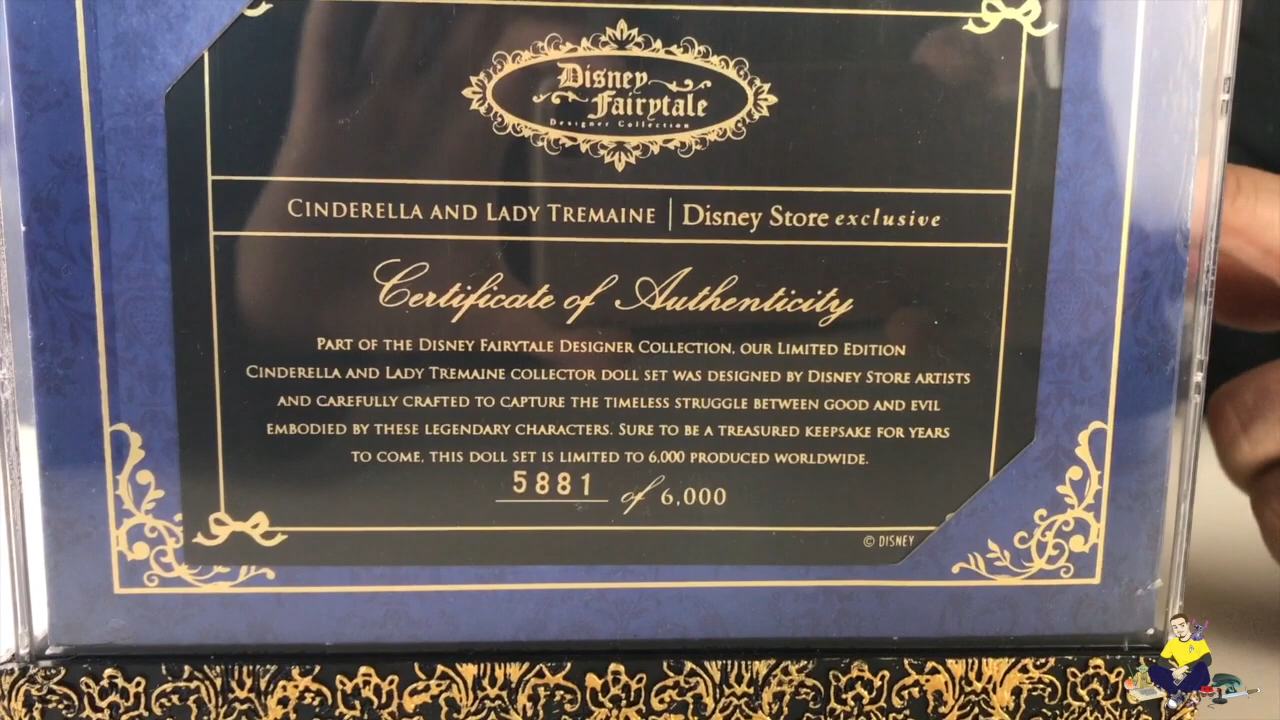 Disney
Fairytale
Designer Collection
CINDERELLA AND LADY TREMAINE | Disney Store exclusive
Certificate of Authenticity
PART OF THE DISNEY FAIRYTALE DESIGNER COLLECTION, OUR LIMITED EDITION
CINDERELLA AND LADY TREMAINE COLLECTOR DOLL SET WAS DESIGNED BY DISNEY STORE ARTISTS
AND CAREFULLY CRAFTED TO CAPTURE THE TIMELESS STRUGGLE BETWEEN GOOD AND EVIL
EMBODIED BY THESE LEGENDARY CHARACTERS. SURE TO BE A TREASURED KEEPSAKE FOR YEARS
TO COME, THIS DOLL SET IS LIMITED TO 6,000 PRODUCED WORLDWIDE.
5881 of 6,000
© DISNEY